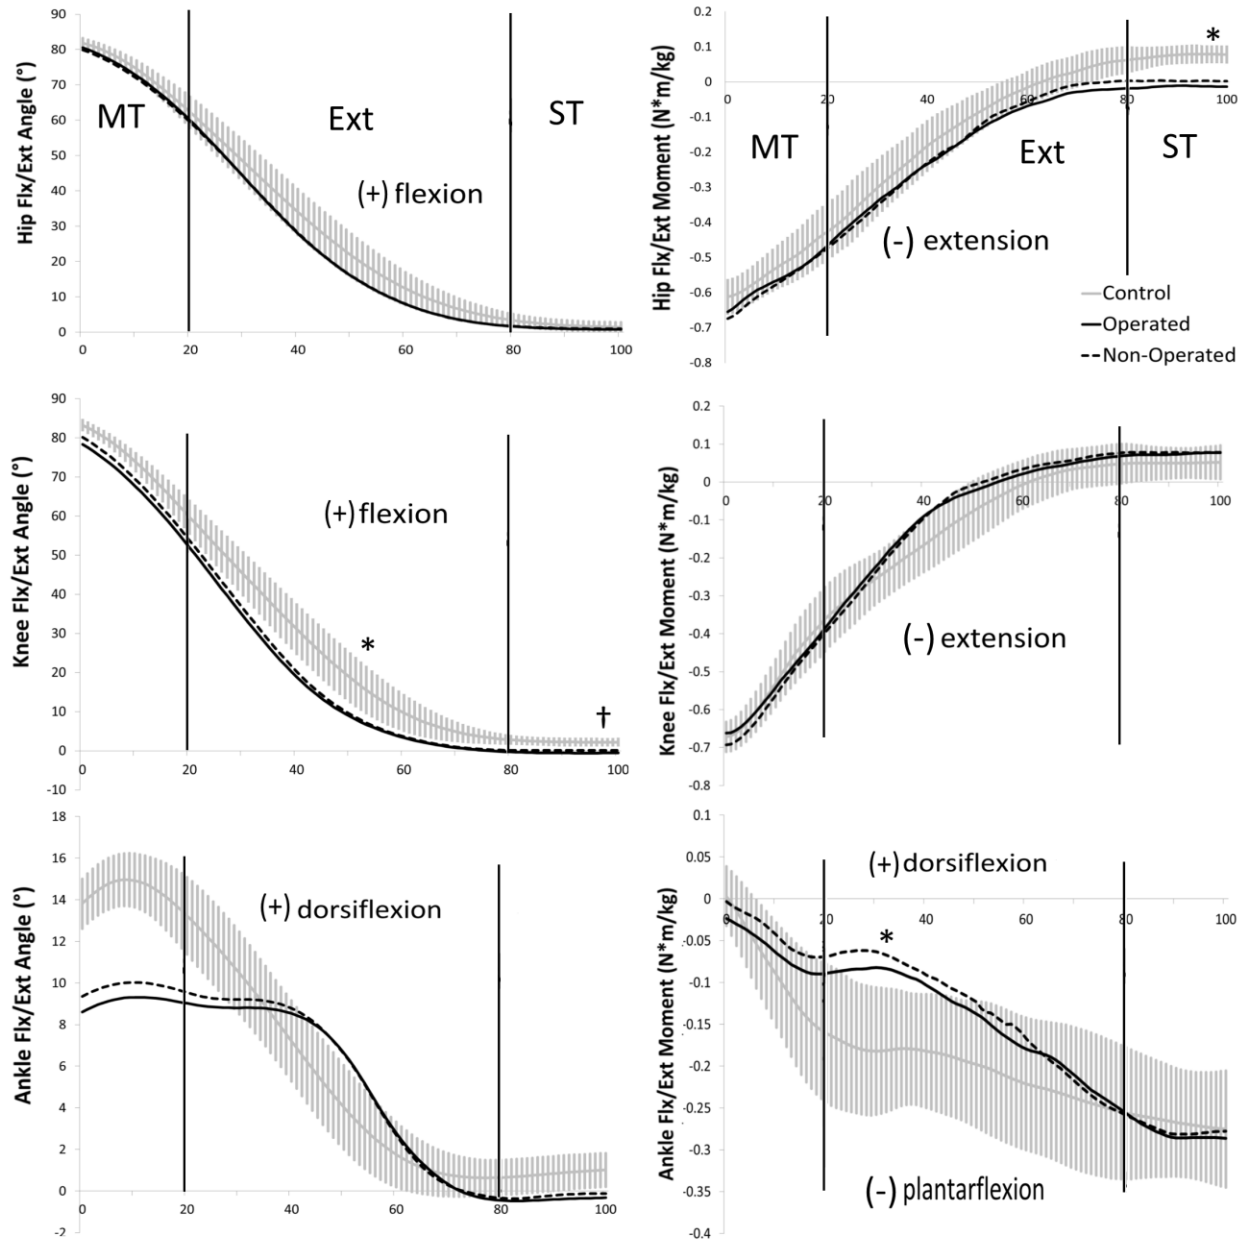 Hip Flx/Ext Angle (°)
90
80
70
60
50
40
30
20
10
0
0 20 40 60 80 100
MT Ext ST
(+) flexion
Hip Flx/Ext Moment (N*m/kg)
0.2
0.1
0
-0.1
-0.2
-0.3
-0.4
-0.5
-0.6
-0.7
-0.8
0 20 40 60 80 100
*
MT Ext ST
(-) extension
Control
Operated
Non-Operated
Knee Flx/Ext Angle (°)
90
80
70
60
50
40
30
20
10
0
-10
0 20 40 60 80 100
(+) flexion
*
†
Knee Flx/Ext Moment (N*m/kg)
0.2
0.1
0
-0.1
-0.2
-0.3
-0.4
-0.5
-0.6
-0.7
-0.8
0 20 40 60 80 100
(-) extension
Ankle Flx/Ext Angle (°)
18
16
14
12
10
8
6
4
2
0
-2
0 20 40 60 80 100
(+) dorsiflexion
Ankle Flx/Ext Moment (N*m/kg)
0.1
0.05
0
-0.05
-0.1
-0.15
-0.2
-0.25
-0.3
-0.35
-0.4
0 20 40 60 80 100
(+) dorsiflexion
*
(-) plantarflexion